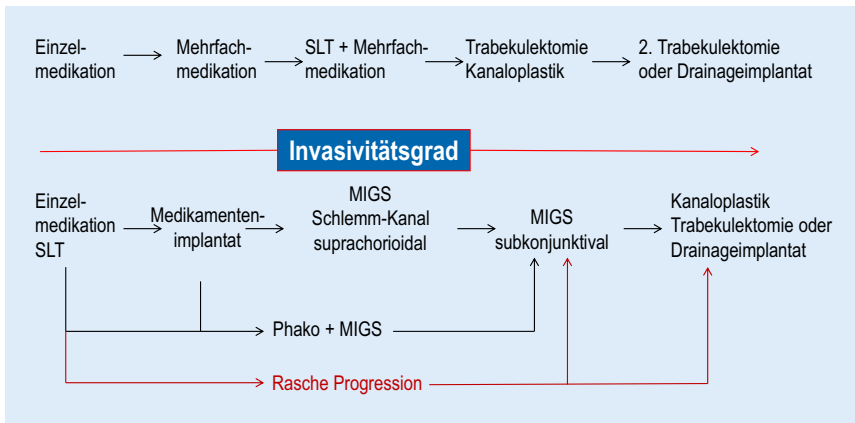 Einzel-
medikation
Mehrfach-
medikation
SLT + Mehrfach-
medikation
Trabekulektomie
Kanaloplastik
2. Trabekulektomie
oder Drainageimplantat
Invasivitätsgrad
Einzel-
medikation
SLT
Medikamenten-
implantat
MIGS
Schlemm-Kanal
suprachorioidal
MIGS
subkonjunktival
Kanaloplastik
Trabekulektomie oder
Drainageimplantat
Phako + MIGS
Rasche Progression